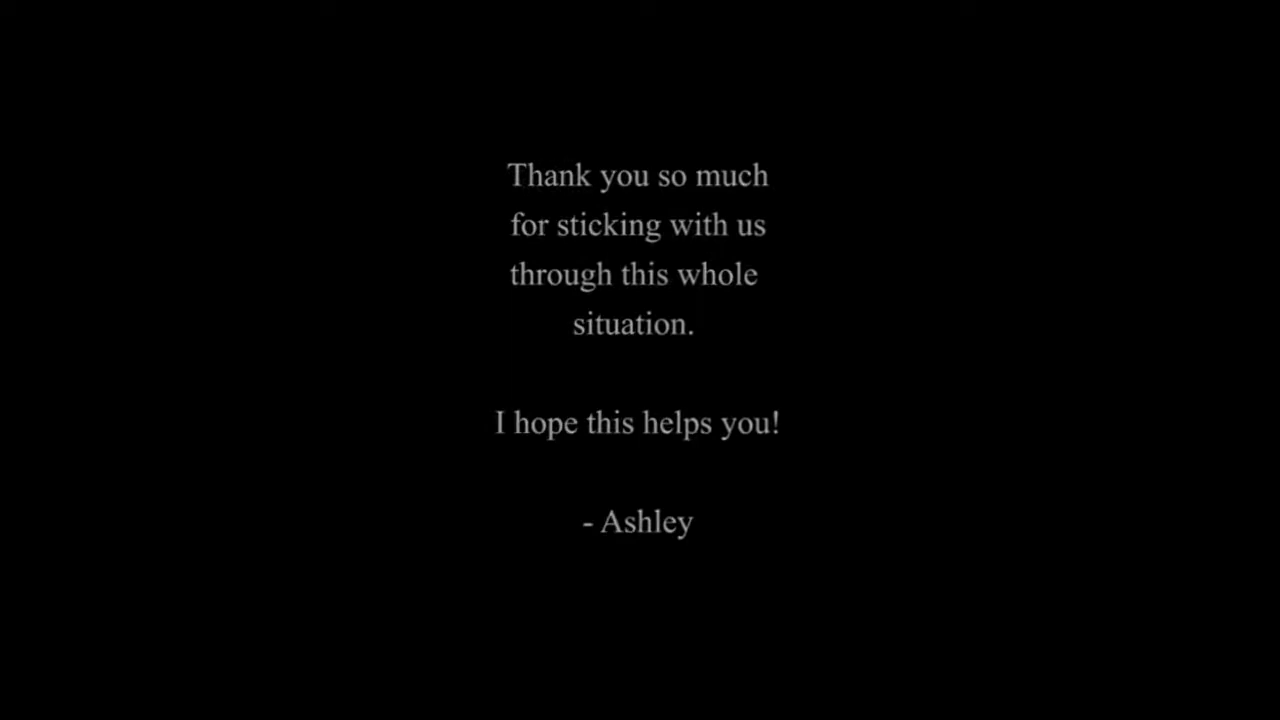 Thank you so much
for sticking with us
through this whole
situation.
I hope this helps you!
- Ashley